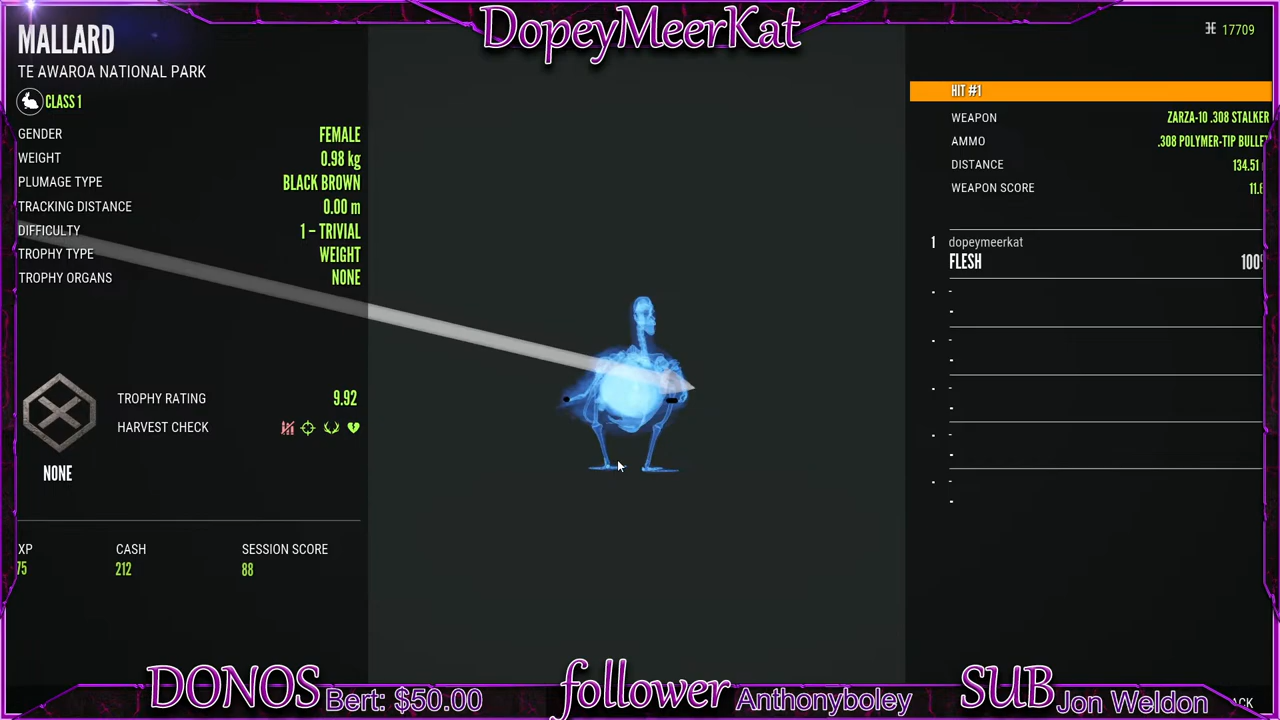 DopeyMeerKat
MALLARD
17709
TE AWAROA NATIONAL PARK
CLASS 1
GENDER FEMALE
WEIGHT 0.98 kg
PLUMAGE TYPE BLACK BROWN
TRACKING DISTANCE 0.00 m
DIFFICULTY 1 – TRIVIAL
TROPHY TYPE WEIGHT
TROPHY ORGANS NONE
TROPHY RATING 9.92
HARVEST CHECK
NONE
XP CASH SESSION SCORE
75 212 88
HIT #1
WEAPON ZARZA-10 .308 STALKER
AMMO .308 POLYMER-TIP BULLET
DISTANCE 134.51
WEAPON SCORE
1 dopeymeerkat
FLESH 100%
DONOS Bert: $50.00 follower Anthonyboley SUB Jon Weldon